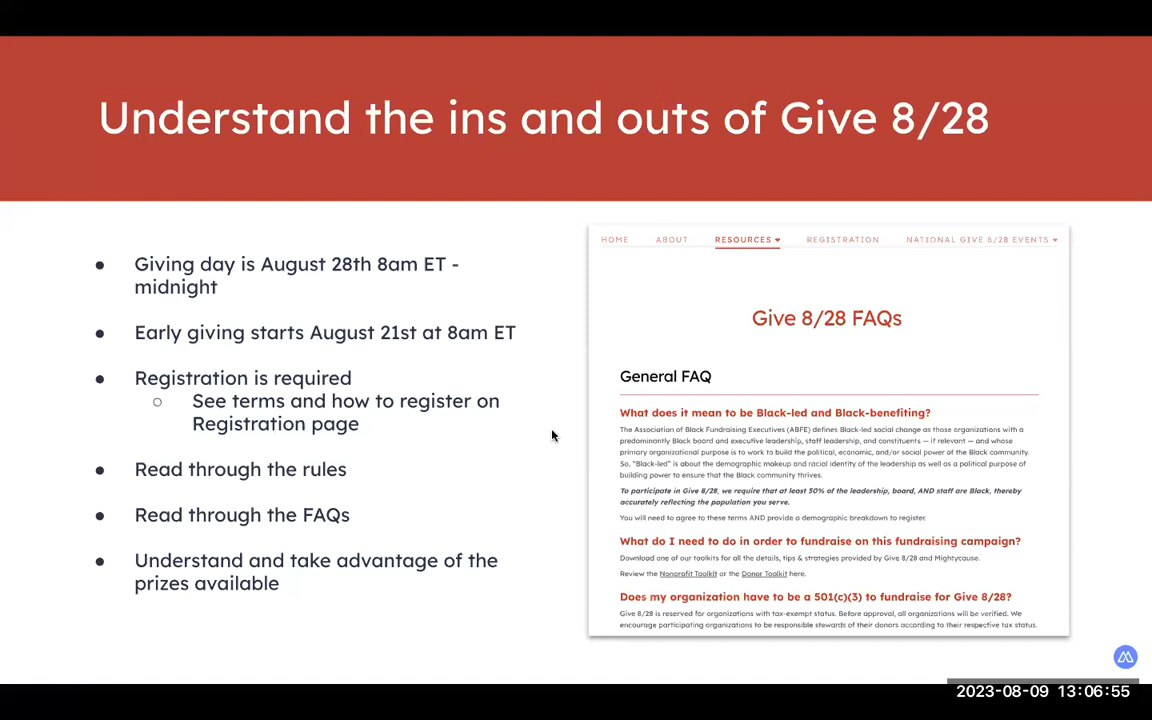 Understand the ins and outs of Give 8/28
● Giving day is August 28th 8am ET -
midnight
● Early giving starts August 21st at 8am ET
● Registration is required
○ See terms and how to register on
Registration page
● Read through the rules
● Read through the FAQs
● Understand and take advantage of the
prizes available
HOME ABOUT RESOURCES REGISTRATION NATIONAL GIVE 8/28 EVENTS
Give 8/28 FAQs
General FAQ
What does it mean to be Black-led and Black-benefiting?
The Association of Black Fundraising Executives (ABFE) defines Black-led social change as those organizations with a
predominantly Black board and executive leadership, staff leadership, and constituents — if relevant — and whose
primary organizational purpose is to work to build the political, economic, and/or social power of the Black community.
So, "Black-led" is about the demographic makeup and racial identity of the leadership as well as a political purpose of
building power to ensure that the Black community thrives.
To participate in Give 8/28, we require that at least 50% of the leadership, board, AND staff are Black, thereby
accurately reflecting the population you serve.
You will need to agree to these terms AND provide a demographic breakdown to register.
What do I need to do in order to fundraise on this fundraising campaign?
Download one of our toolkits for all the details, tips & strategies provided by Give 8/28 and Mightycause.
Review the Nonprofit Toolkit or the Donor Toolkit here.
Does my organization have to be a 501(c)(3) to fundraise for Give 8/28?
Give 8/28 is reserved for organizations with tax-exempt status. Before approval, all organizations will be verified. We
encourage participating organizations to be responsible stewards of their donors according to their respective tax status.
2023-08-09 13:06:55